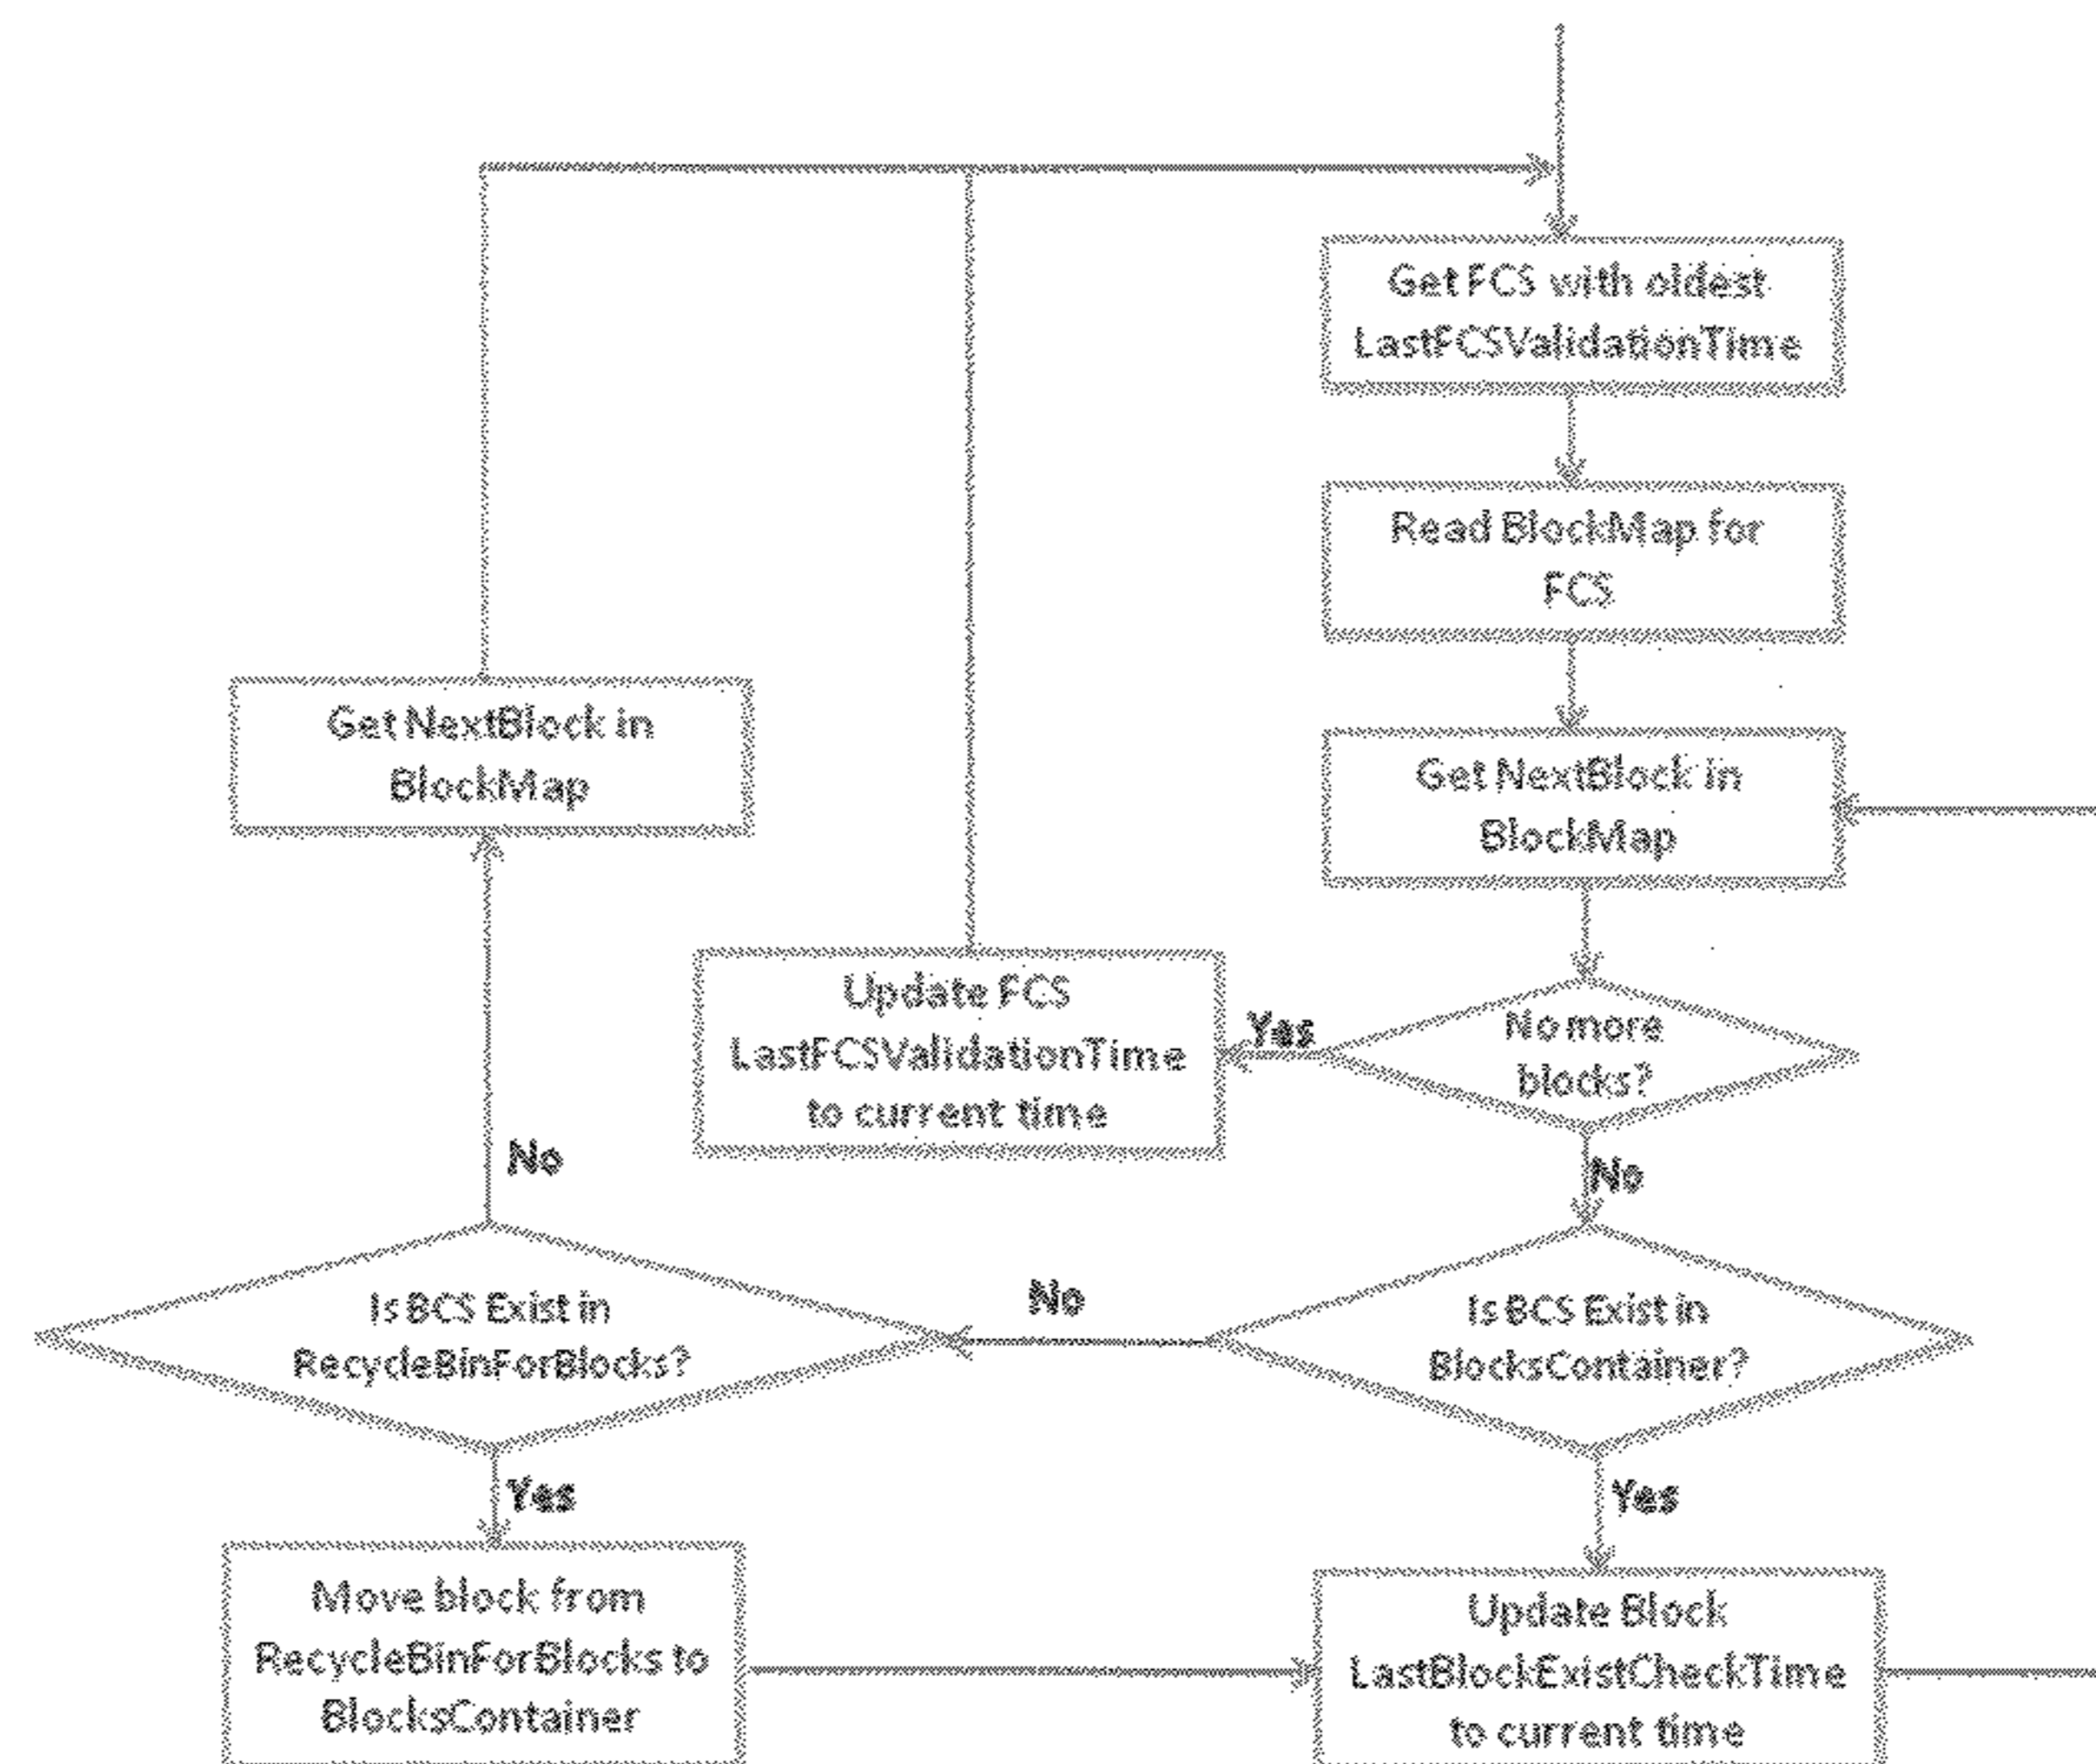 Get FCS with oldest
LastFCSValidationTime
Read BlockMap for
FCS
Get NextBlock in
BlockMap
Get NextBlock in
BlockMap
Update FCS
LastFCSValidationTime
to current time
Yes
No more
blocks?
No
No
Is BCS Exist in
RecycleBinForBlocks?
No
Is BCS Exist in
BlocksContainer?
Yes
Yes
Move block from
RecycleBinForBlocks to
BlocksContainer
Update Block
LastBlockExistCheckTime
to current time